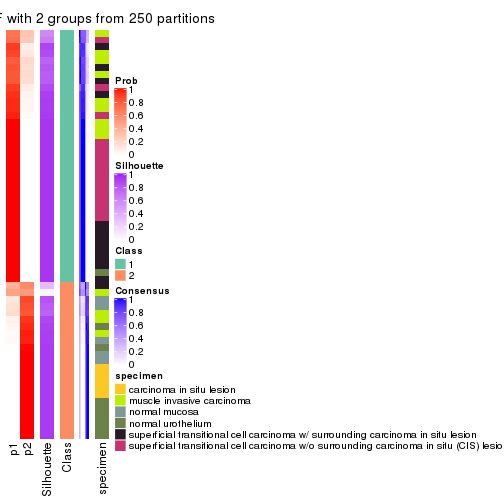 with 2 groups from 250 partitions
Prob
1
0.8
0.6
0.4
0.2
0
Silhouette
1
0.8
0.6
0.4
0.2
0
Class
1
2
Consensus
1
0.8
0.6
0.4
0.2
0
specimen
carcinoma in situ lesion
muscle invasive carcinoma
normal mucosa
normal urothelium
superficial transitional cell carcinoma w/ surrounding carcinoma in situ lesion
superficial transitional cell carcinoma w/o surrounding carcinoma in situ (CIS) lesio
p1
p2
Silhouette
Class
specimen